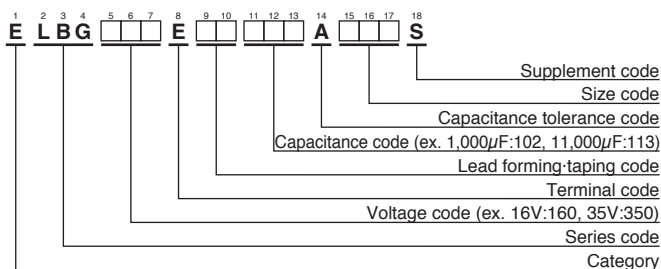 1 2 3 4 5 6 7 8 9 10 11 12 13 14 15 16 17 18
E L B G □□□ E □□ □□□ A □□□ S
Supplement code
Size code
Capacitance tolerance code
Capacitance code (ex. 1,000μF:102, 11,000μF:113)
Lead forming·taping code
Terminal code
Voltage code (ex. 16V:160, 35V:350)
Series code
Category